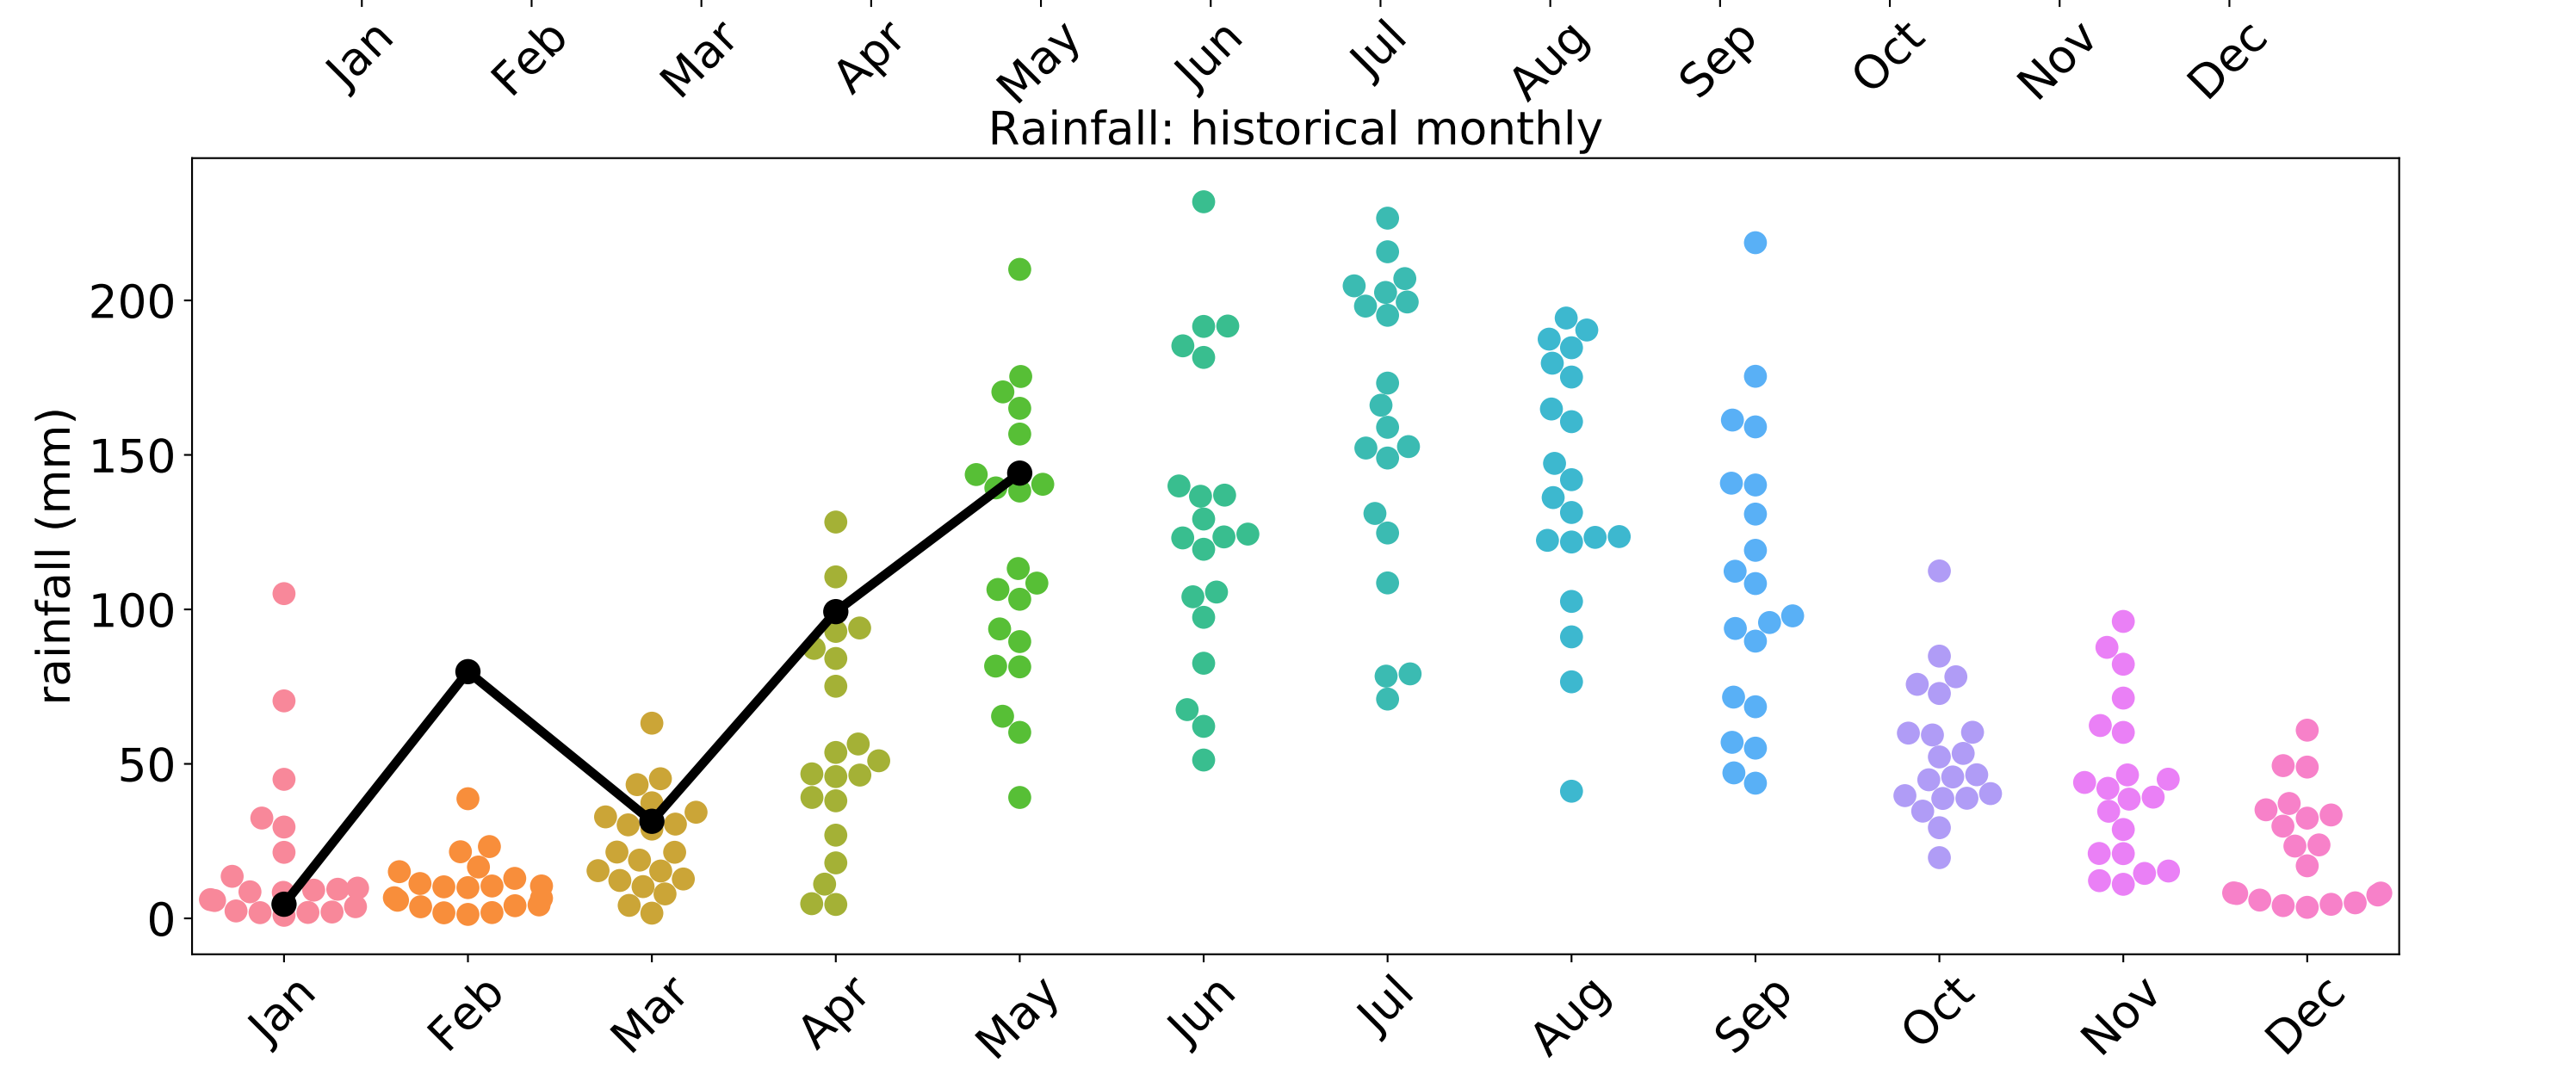 Jan Feb Mar Apr May Jun Jul Aug Sep Oct Nov Dec
Rainfall: historical monthly
rainfall (mm)
200
150
100
50
0
Jan Feb Mar Apr May Jun Jul Aug Sep Oct Nov Dec